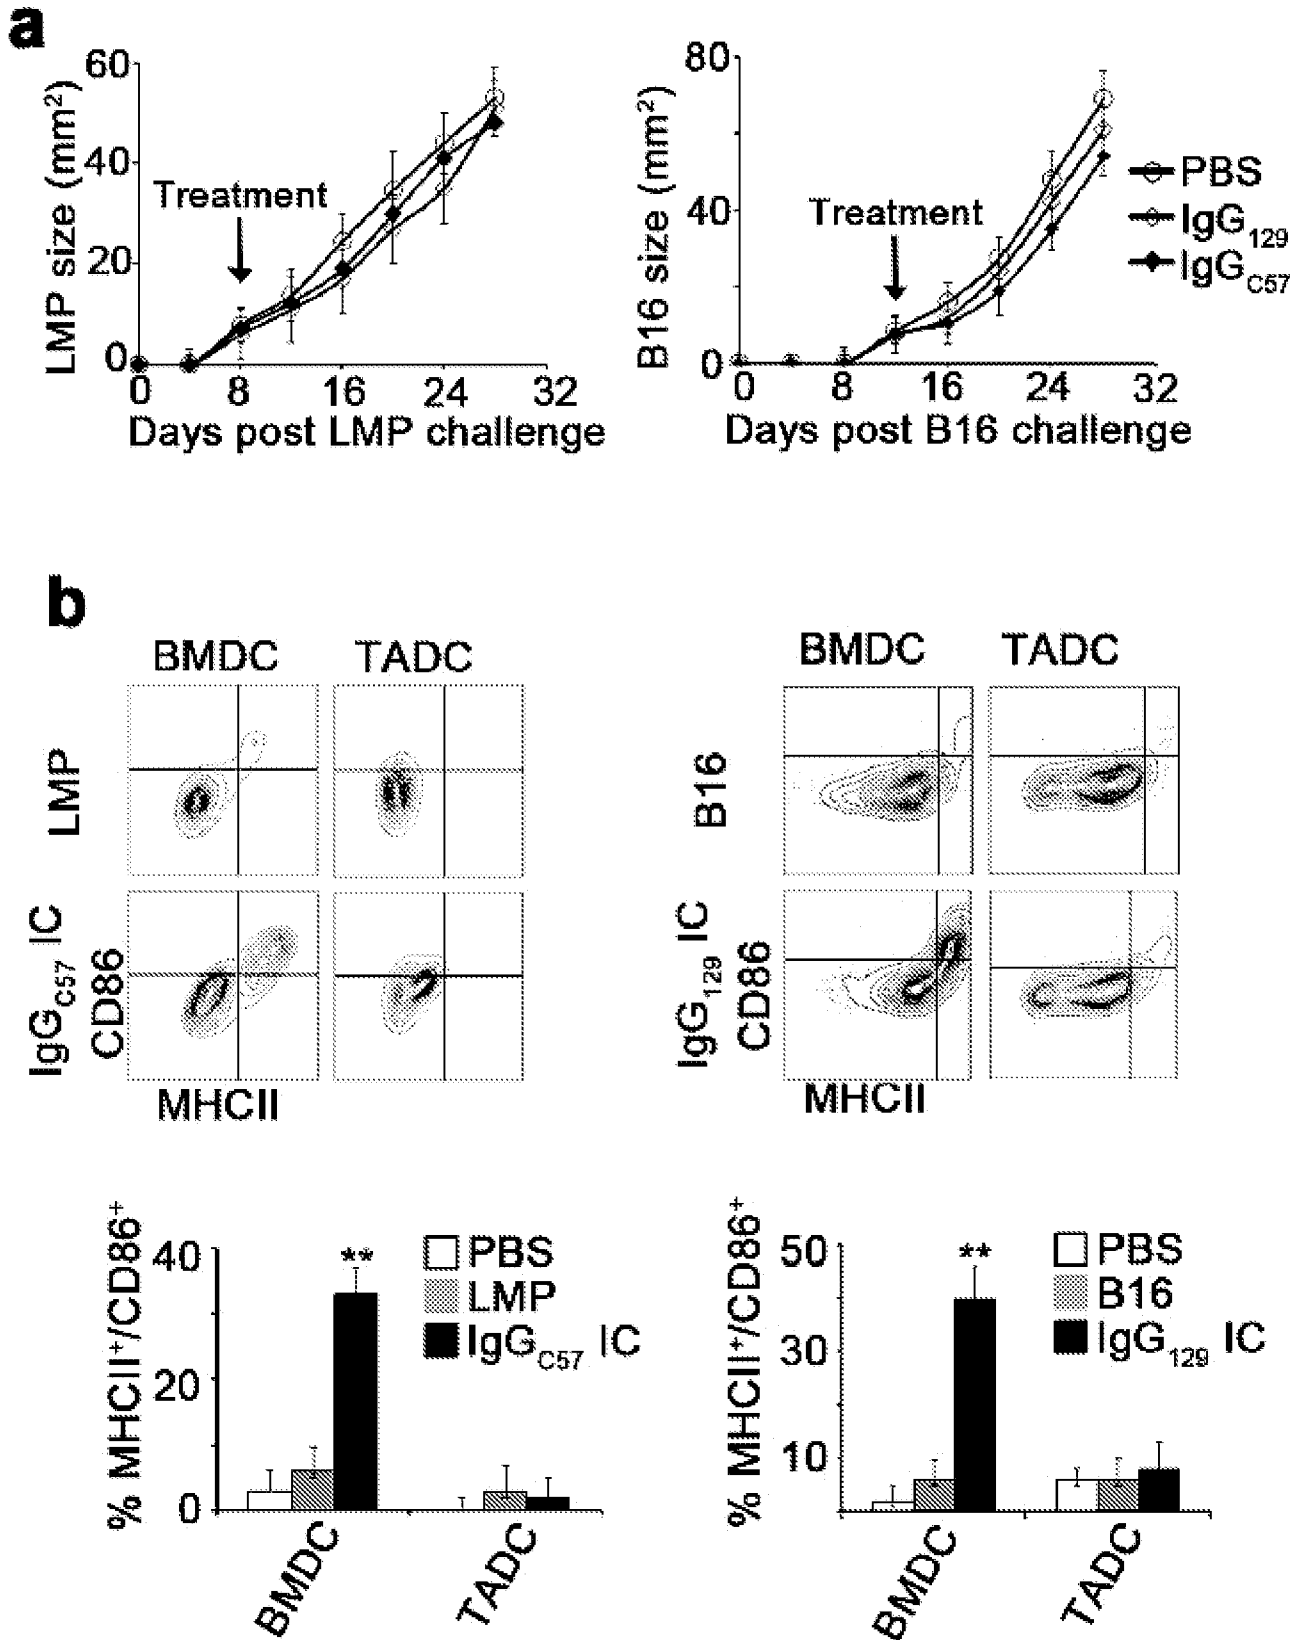 a
60
40
20
0
LMP size (mm²)
Treatment
0 8 16 24 32
Days post LMP challenge
80
40
0
B16 size (mm²)
Treatment
0 8 16 24 32
Days post B16 challenge
PBS
IgG129
IgGC57
b
BMDC TADC
LMP
IgGC57 IC
CD86
MHCII
BMDC TADC
B16
IgG129 IC
CD86
MHCII
% MHCII⁺/CD86⁺
40
20
0
**
PBS
LMP
IgGC57 IC
BMDC
TADC
% MHCII⁺/CD86⁺
50
30
10
**
PBS
B16
IgG129 IC
BMDC
TADC